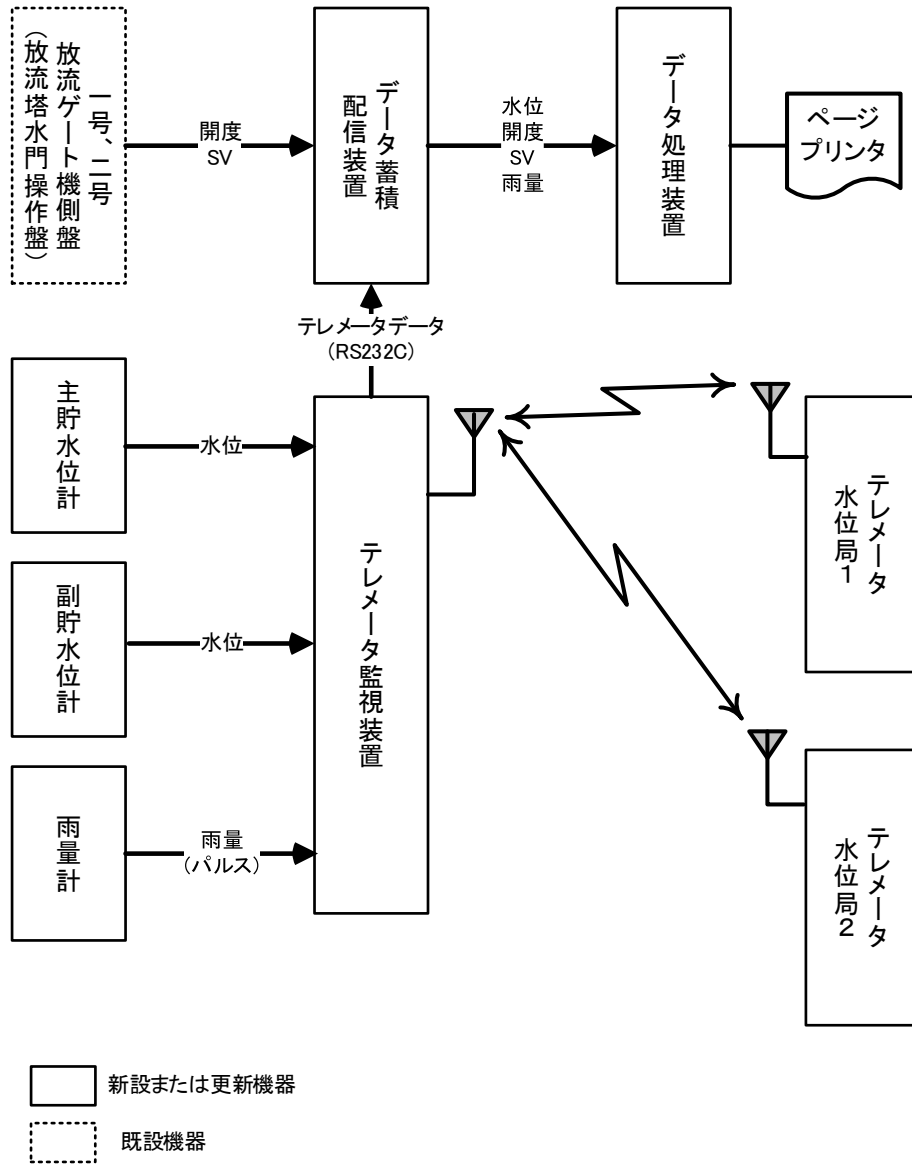 一号、二号
放流ゲート機側盤
(放流塔水門操作盤)
開度
SV
データ蓄積
配信装置
水位
開度
SV
雨量
データ処理装置
ページ
プリンタ
テレメータデータ
(RS232C)
主貯水位計
水位
副貯水位計
水位
雨量計
雨量
(パルス)
テレメータ監視装置
テレメータ
水位局1
テレメータ
水位局2
新設または更新機器
既設機器